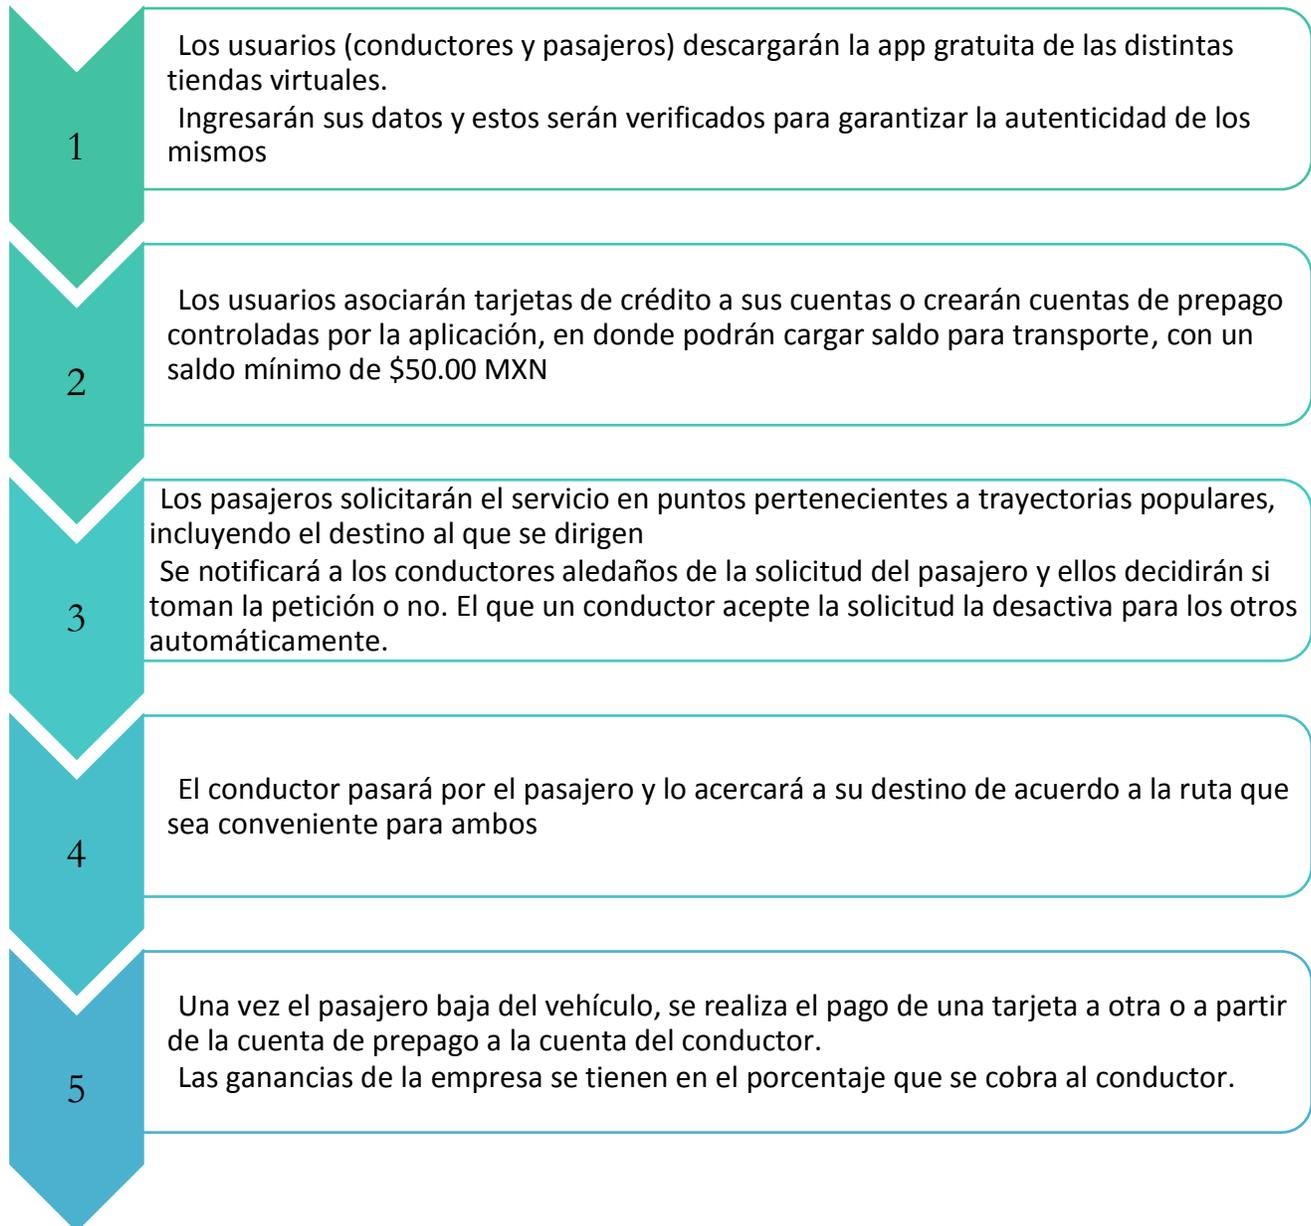 1
Los usuarios (conductores y pasajeros) descargarán la app gratuita de las distintas
tiendas virtuales.
Ingresarán sus datos y estos serán verificados para garantizar la autenticidad de los
mismos
2
Los usuarios asociarán tarjetas de crédito a sus cuentas o crearán cuentas de prepago
controladas por la aplicación, en donde podrán cargar saldo para transporte, con un
saldo mínimo de $50.00 MXN
3
Los pasajeros solicitarán el servicio en puntos pertenecientes a trayectorias populares,
incluyendo el destino al que se dirigen
Se notificará a los conductores aledaños de la solicitud del pasajero y ellos decidirán si
toman la petición o no. El que un conductor acepte la solicitud la desactiva para los otros
automáticamente.
4
El conductor pasará por el pasajero y lo acercará a su destino de acuerdo a la ruta que
sea conveniente para ambos
5
Una vez el pasajero baja del vehículo, se realiza el pago de una tarjeta a otra o a partir
de la cuenta de prepago a la cuenta del conductor.
Las ganancias de la empresa se tienen en el porcentaje que se cobra al conductor.